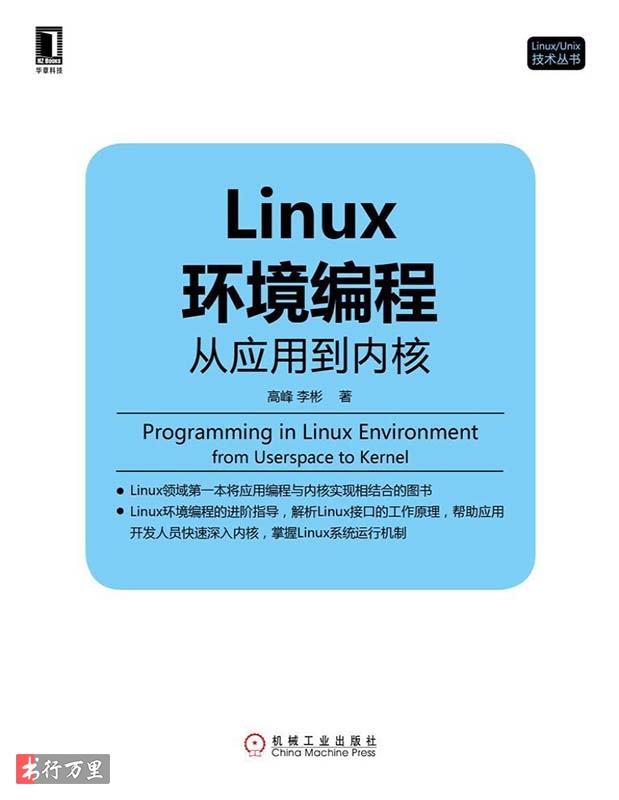 HZ Books
华章科技
Linux/Unix
技术丛书
Linux
环境编程
从应用到内核
高峰 李彬 著
Programming in Linux Environment
from Userspace to Kernel
● Linux领域第一本将应用编程与内核实现相结合的图书
● Linux环境编程的进阶指导，解析Linux接口的工作原理，帮助应用
开发人员快速深入内核，掌握Linux系统运行机制
机械工业出版社
China Machine Press
书行万里